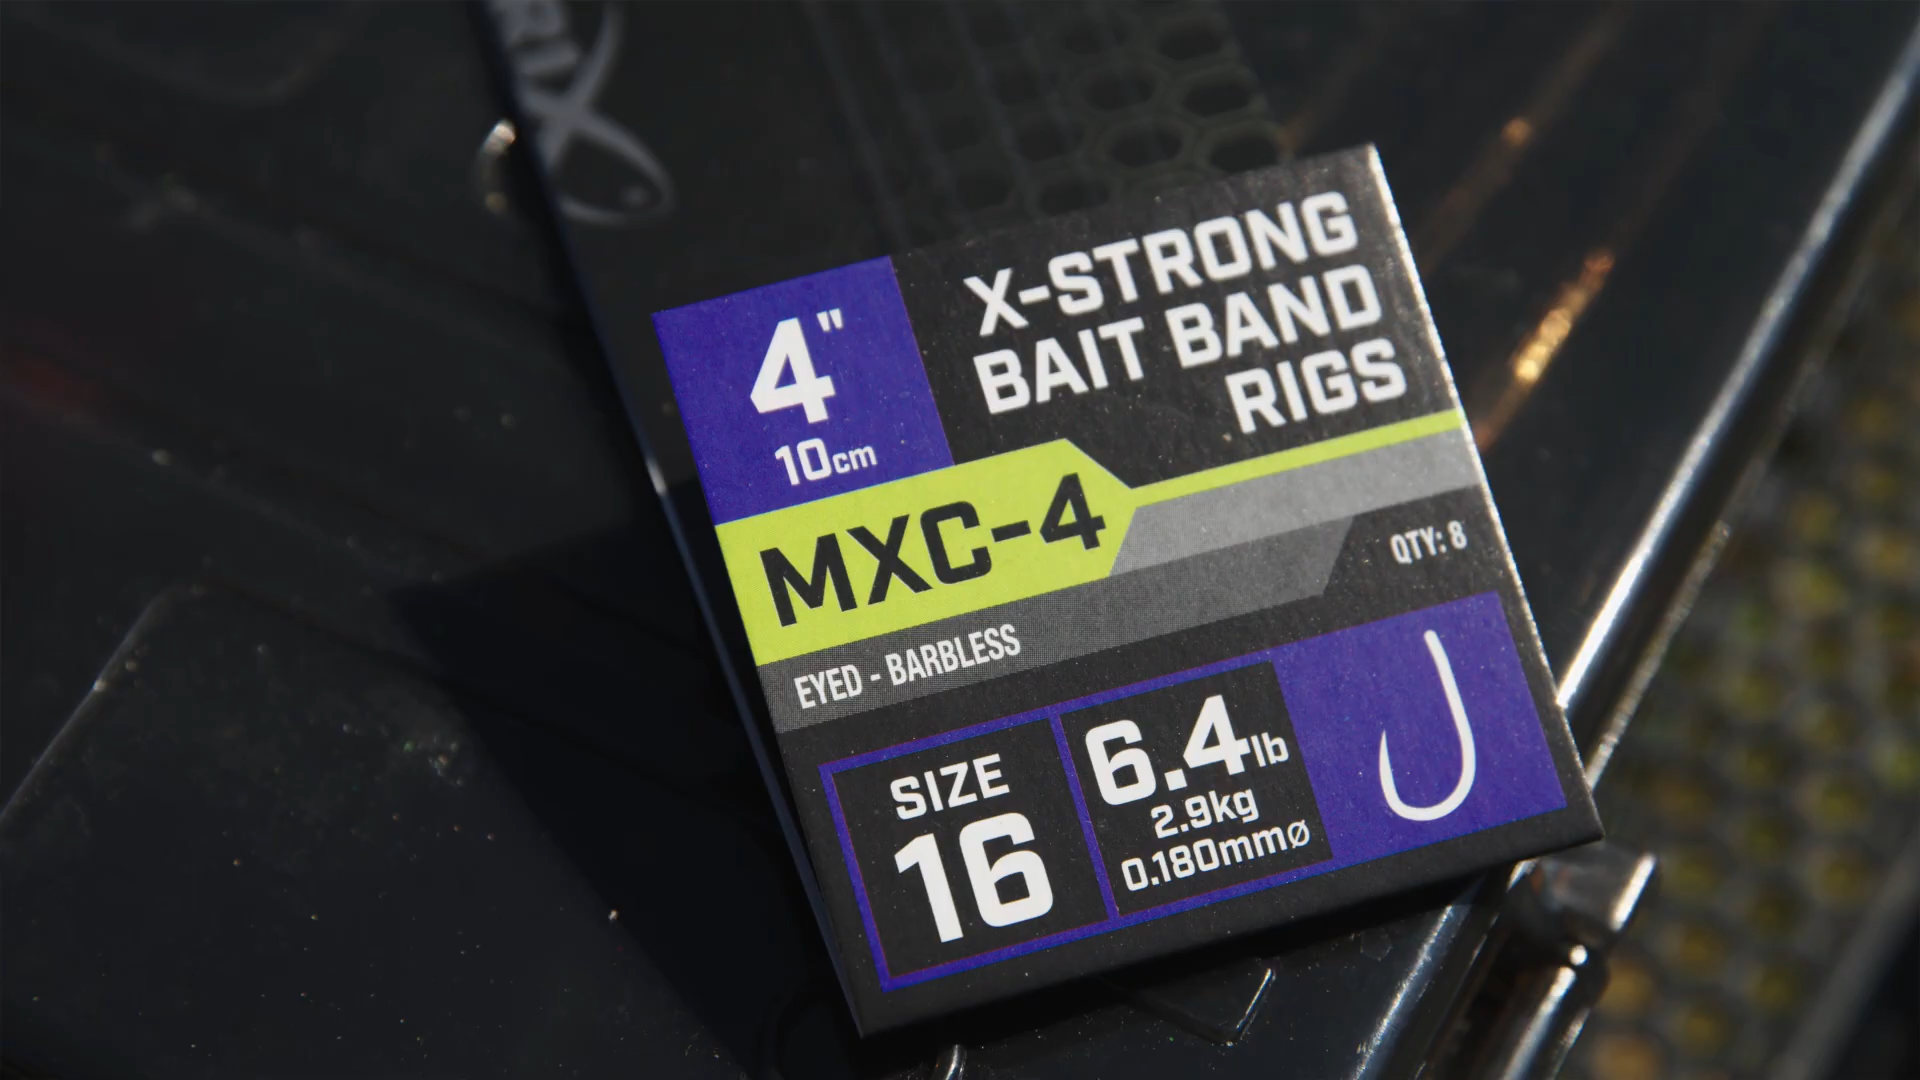 RIX
4"
10cm
X-STRONG
BAIT BAND
RIGS
MXC-4
QTY: 8
EYED - BARBLESS
SIZE
16
6.4lb
2.9kg
0.180mmø